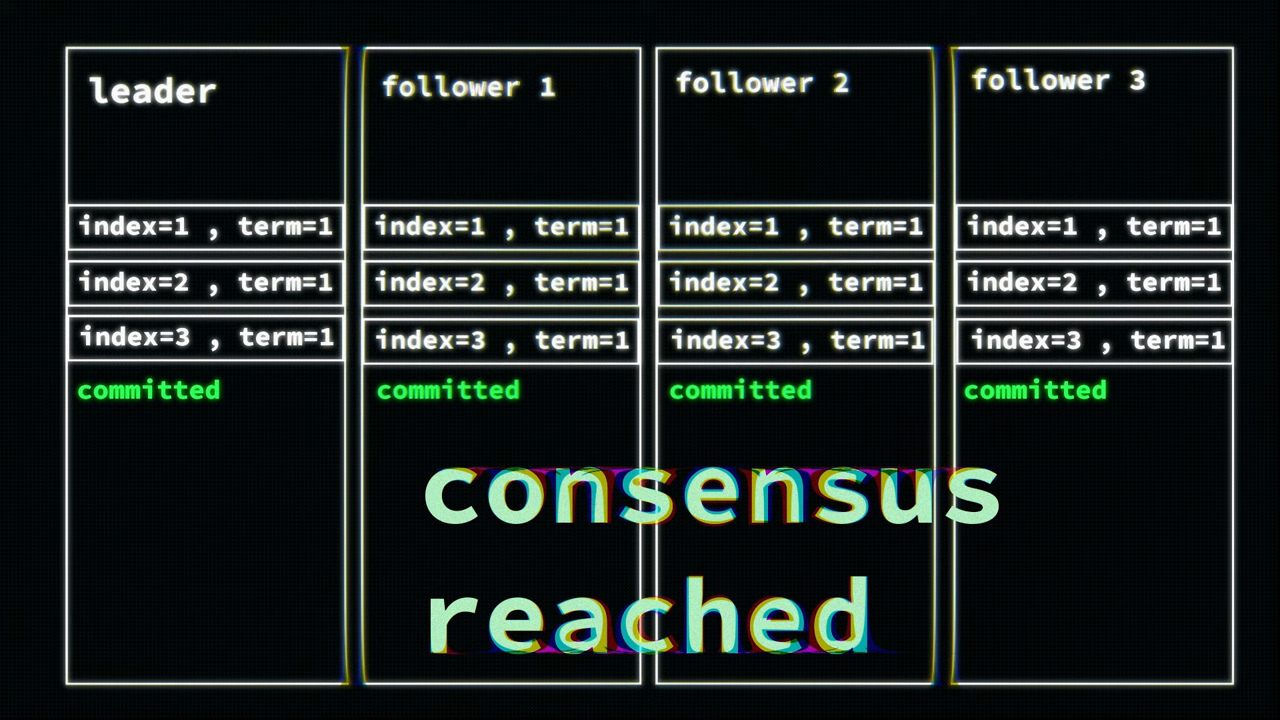 leader
follower 1
follower 2
follower 3
index=1 , term=1
index=1 , term=1
index=1 , term=1
index=1 , term=1
index=2 , term=1
index=2 , term=1
index=2 , term=1
index=2 , term=1
index=3 , term=1
index=3 , term=1
index=3 , term=1
index=3 , term=1
committed
committed
committed
committed
consensus
reached